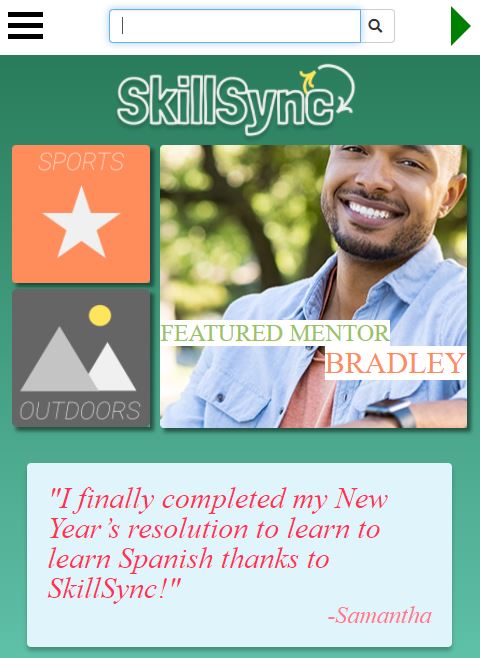 SkillSync
SPORTS
OUTDOORS
FEATURED MENTOR
BRADLEY
"I finally completed my New
Year’s resolution to learn to
learn Spanish thanks to
SkillSync!"
-Samantha